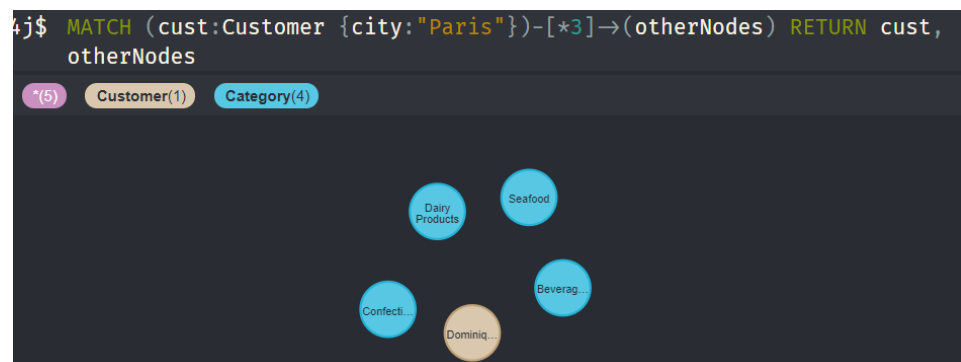 4j$ MATCH (cust:Customer {city:"Paris"})-[*3]→(otherNodes) RETURN cust,
otherNodes
*(5) Customer(1) Category(4)
Dairy
Products
Seafood
Beverag...
Confecti...
Dominiq...